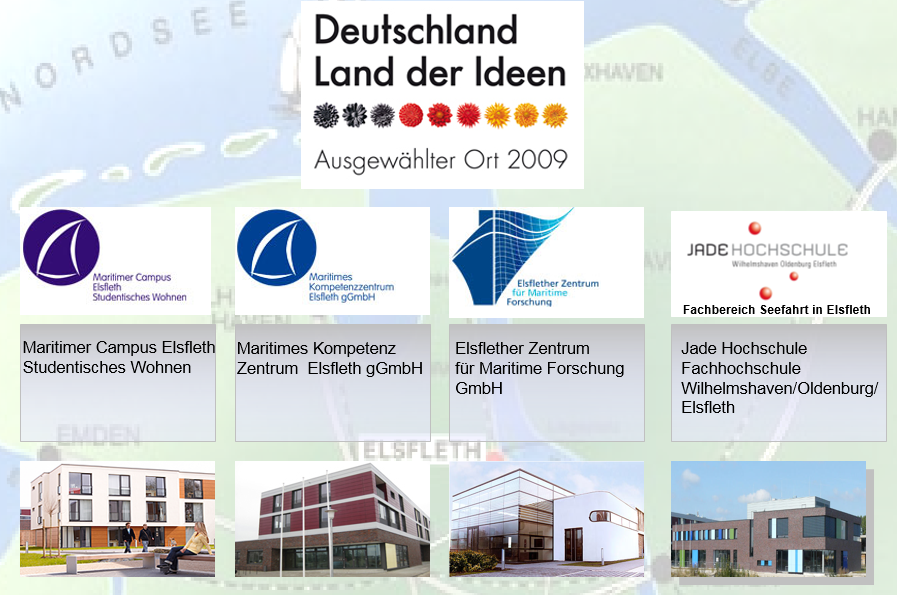 NORDSEE
Deutschland
Land der Ideen
Ausgewählter Ort 2009
XHAVEN
ELBE
HAM
Maritimer Campus
Elsfleth
Studentisches Wohnen
Maritimes
Kompetenzzentrum
Elsfleth gGmbH
Elsflether Zentrum
für Maritime
Forschung
JADE HOCHSCHULE
Wilhelmshaven Oldenburg Elsfleth
Fachbereich Seefahrt in Elsfleth
Maritimer Campus Elsfleth
Studentisches Wohnen
Maritimes Kompetenz
Zentrum Elsfleth gGmbH
Elsflether Zentrum
für Maritime Forschung
GmbH
Jade Hochschule
Fachhochschule
Wilhelmshaven/Oldenburg/
Elsfleth
EMDEN
ELSFLETH